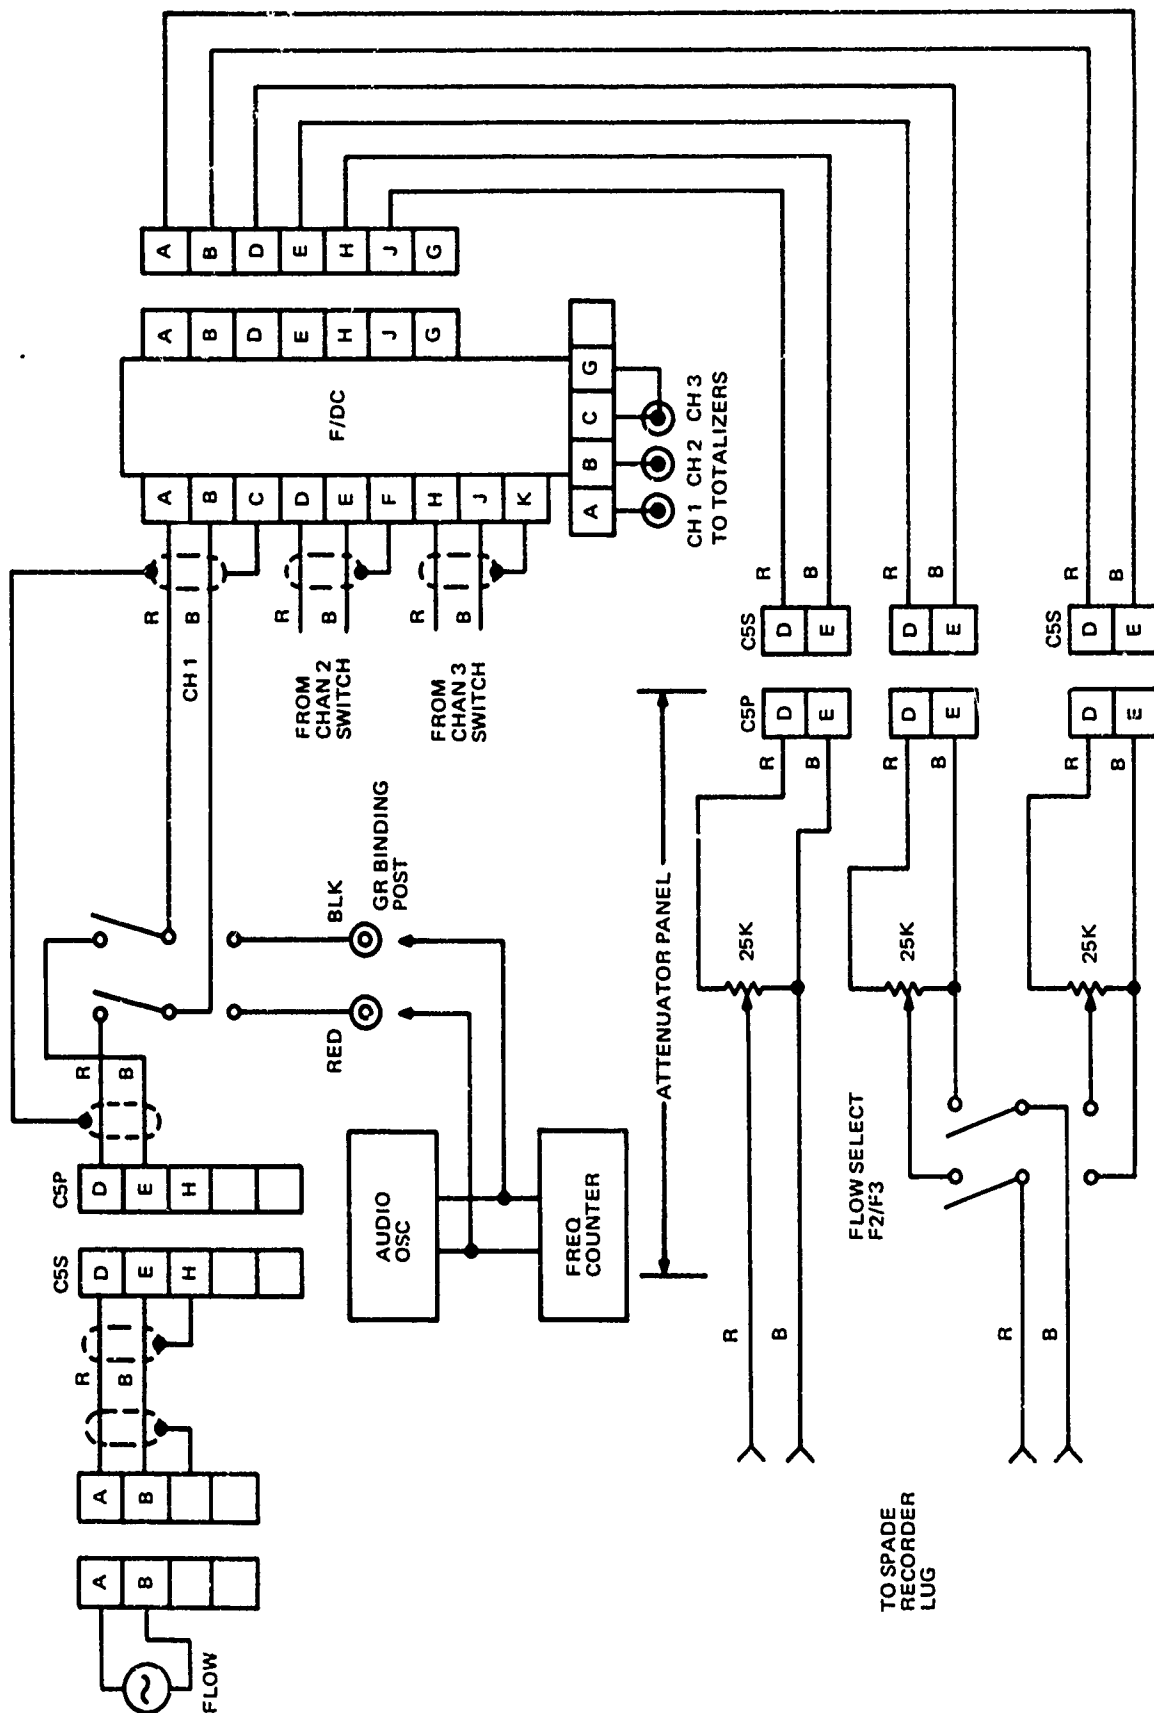 FLOW
A
B
A
B
R
B
C5S
D
E
H
C5P
D
E
H
R
B
RED
BLK
GR BINDING
POST
AUDIO
OSC
FREQ
COUNTER
R
B
CH 1
FROM
CHAN 2
SWITCH
R
B
FROM
CHAN 3
SWITCH
R
B
A
B
C
D
E
F
H
J
K
F/DC
A
B
C
G
CH 1 CH 2 CH 3
TO TOTALIZERS
A
B
D
E
H
J
G
A
B
D
E
H
J
G
ATTENUATOR PANEL
TO SPADE
RECORDER
LUG
R
B
25K
R
B
C5P
D
E
C5S
D
E
R
B
FLOW SELECT
F2/F3
25K
R
B
D
E
D
E
R
B
R
B
25K
R
B
D
E
C5S
D
E
R
B